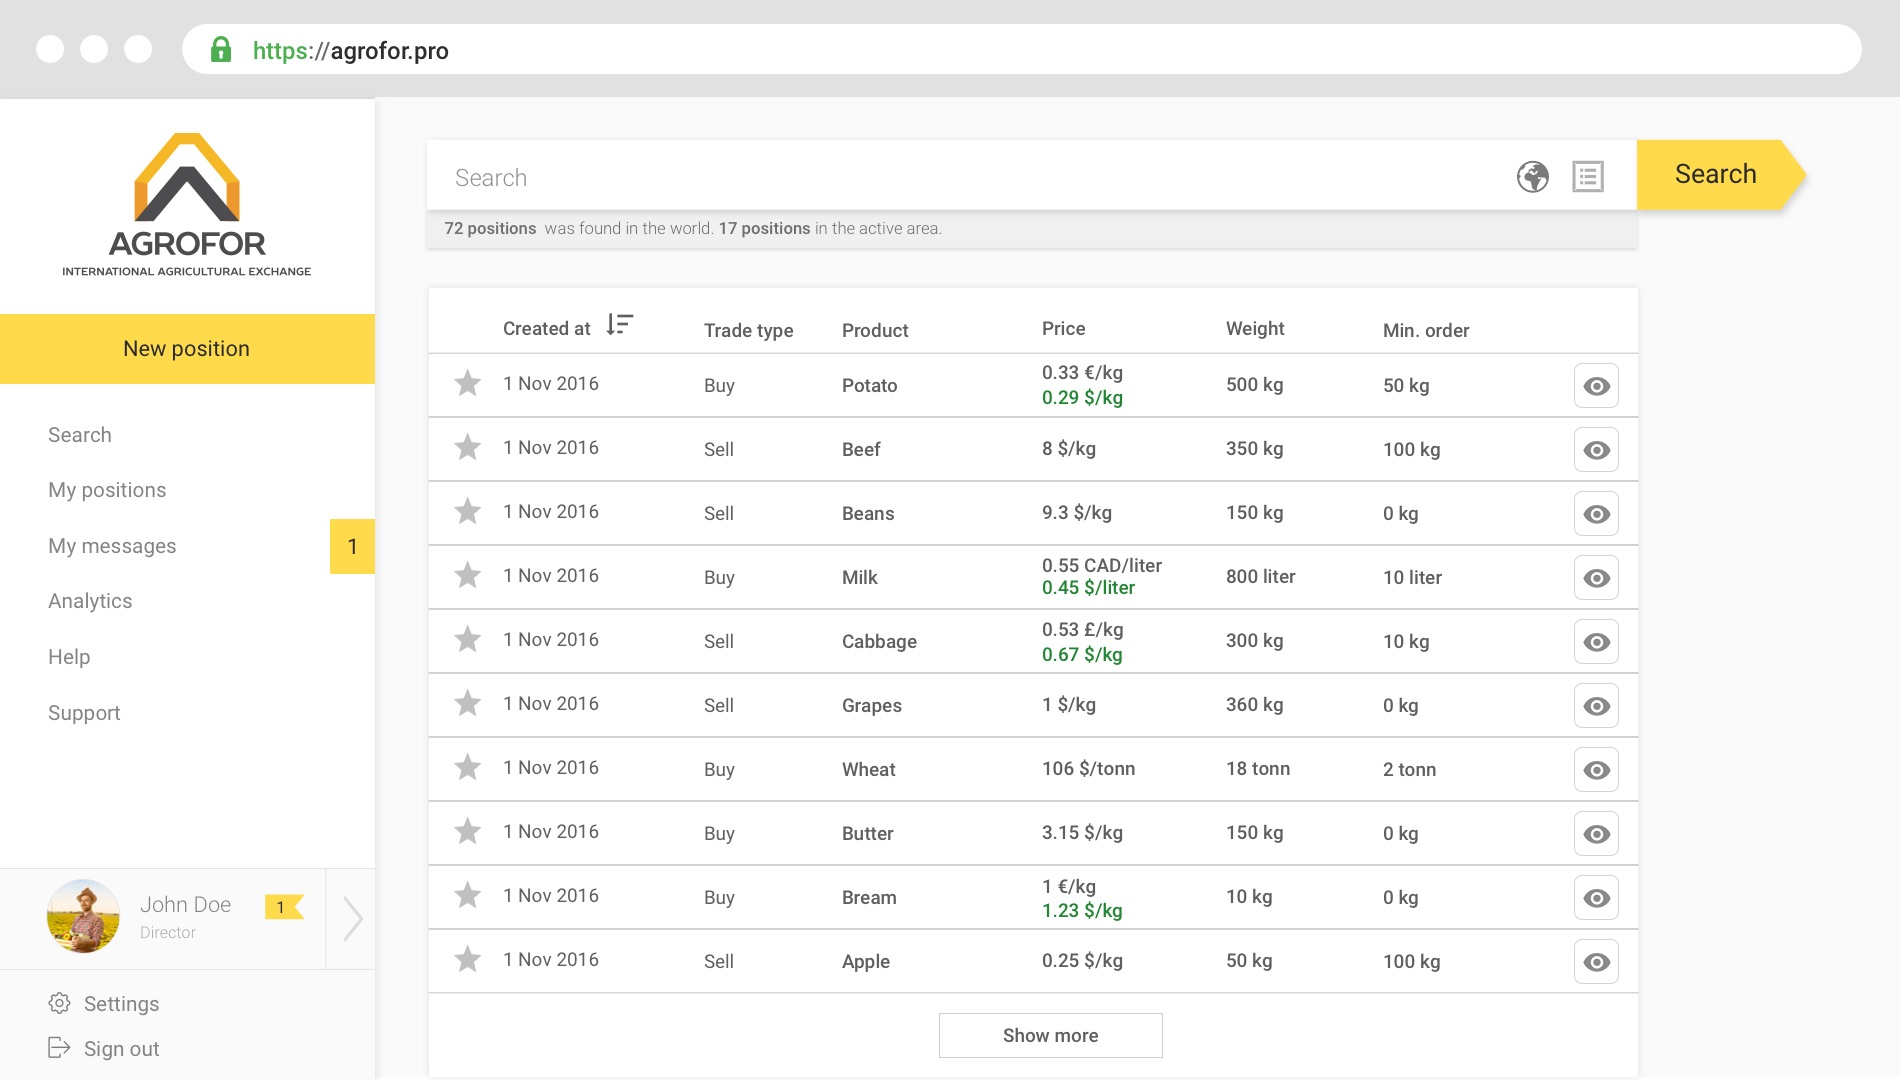 https://agrofor.pro
AGROFOR
INTERNATIONAL AGRICULTURAL EXCHANGE
New position
Search
My positions
My messages 1
Analytics
Help
Support
John Doe 1
Director
Settings
Sign out
Search Search
72 positions was found in the world. 17 positions in the active area.
Created at Trade type Product Price Weight Min. order
1 Nov 2016 Buy Potato 0.33 €/kg 500 kg 50 kg
0.29 $/kg
1 Nov 2016 Sell Beef 8 $/kg 350 kg 100 kg
1 Nov 2016 Sell Beans 9.3 $/kg 150 kg 0 kg
1 Nov 2016 Buy Milk 0.55 CAD/liter 800 liter 10 liter
0.45 $/liter
1 Nov 2016 Sell Cabbage 0.53 £/kg 300 kg 10 kg
0.67 $/kg
1 Nov 2016 Sell Grapes 1 $/kg 360 kg 0 kg
1 Nov 2016 Buy Wheat 106 $/tonn 18 tonn 2 tonn
1 Nov 2016 Buy Butter 3.15 $/kg 150 kg 0 kg
1 Nov 2016 Buy Bream 1 €/kg 10 kg 0 kg
1.23 $/kg
1 Nov 2016 Sell Apple 0.25 $/kg 50 kg 100 kg
Show more